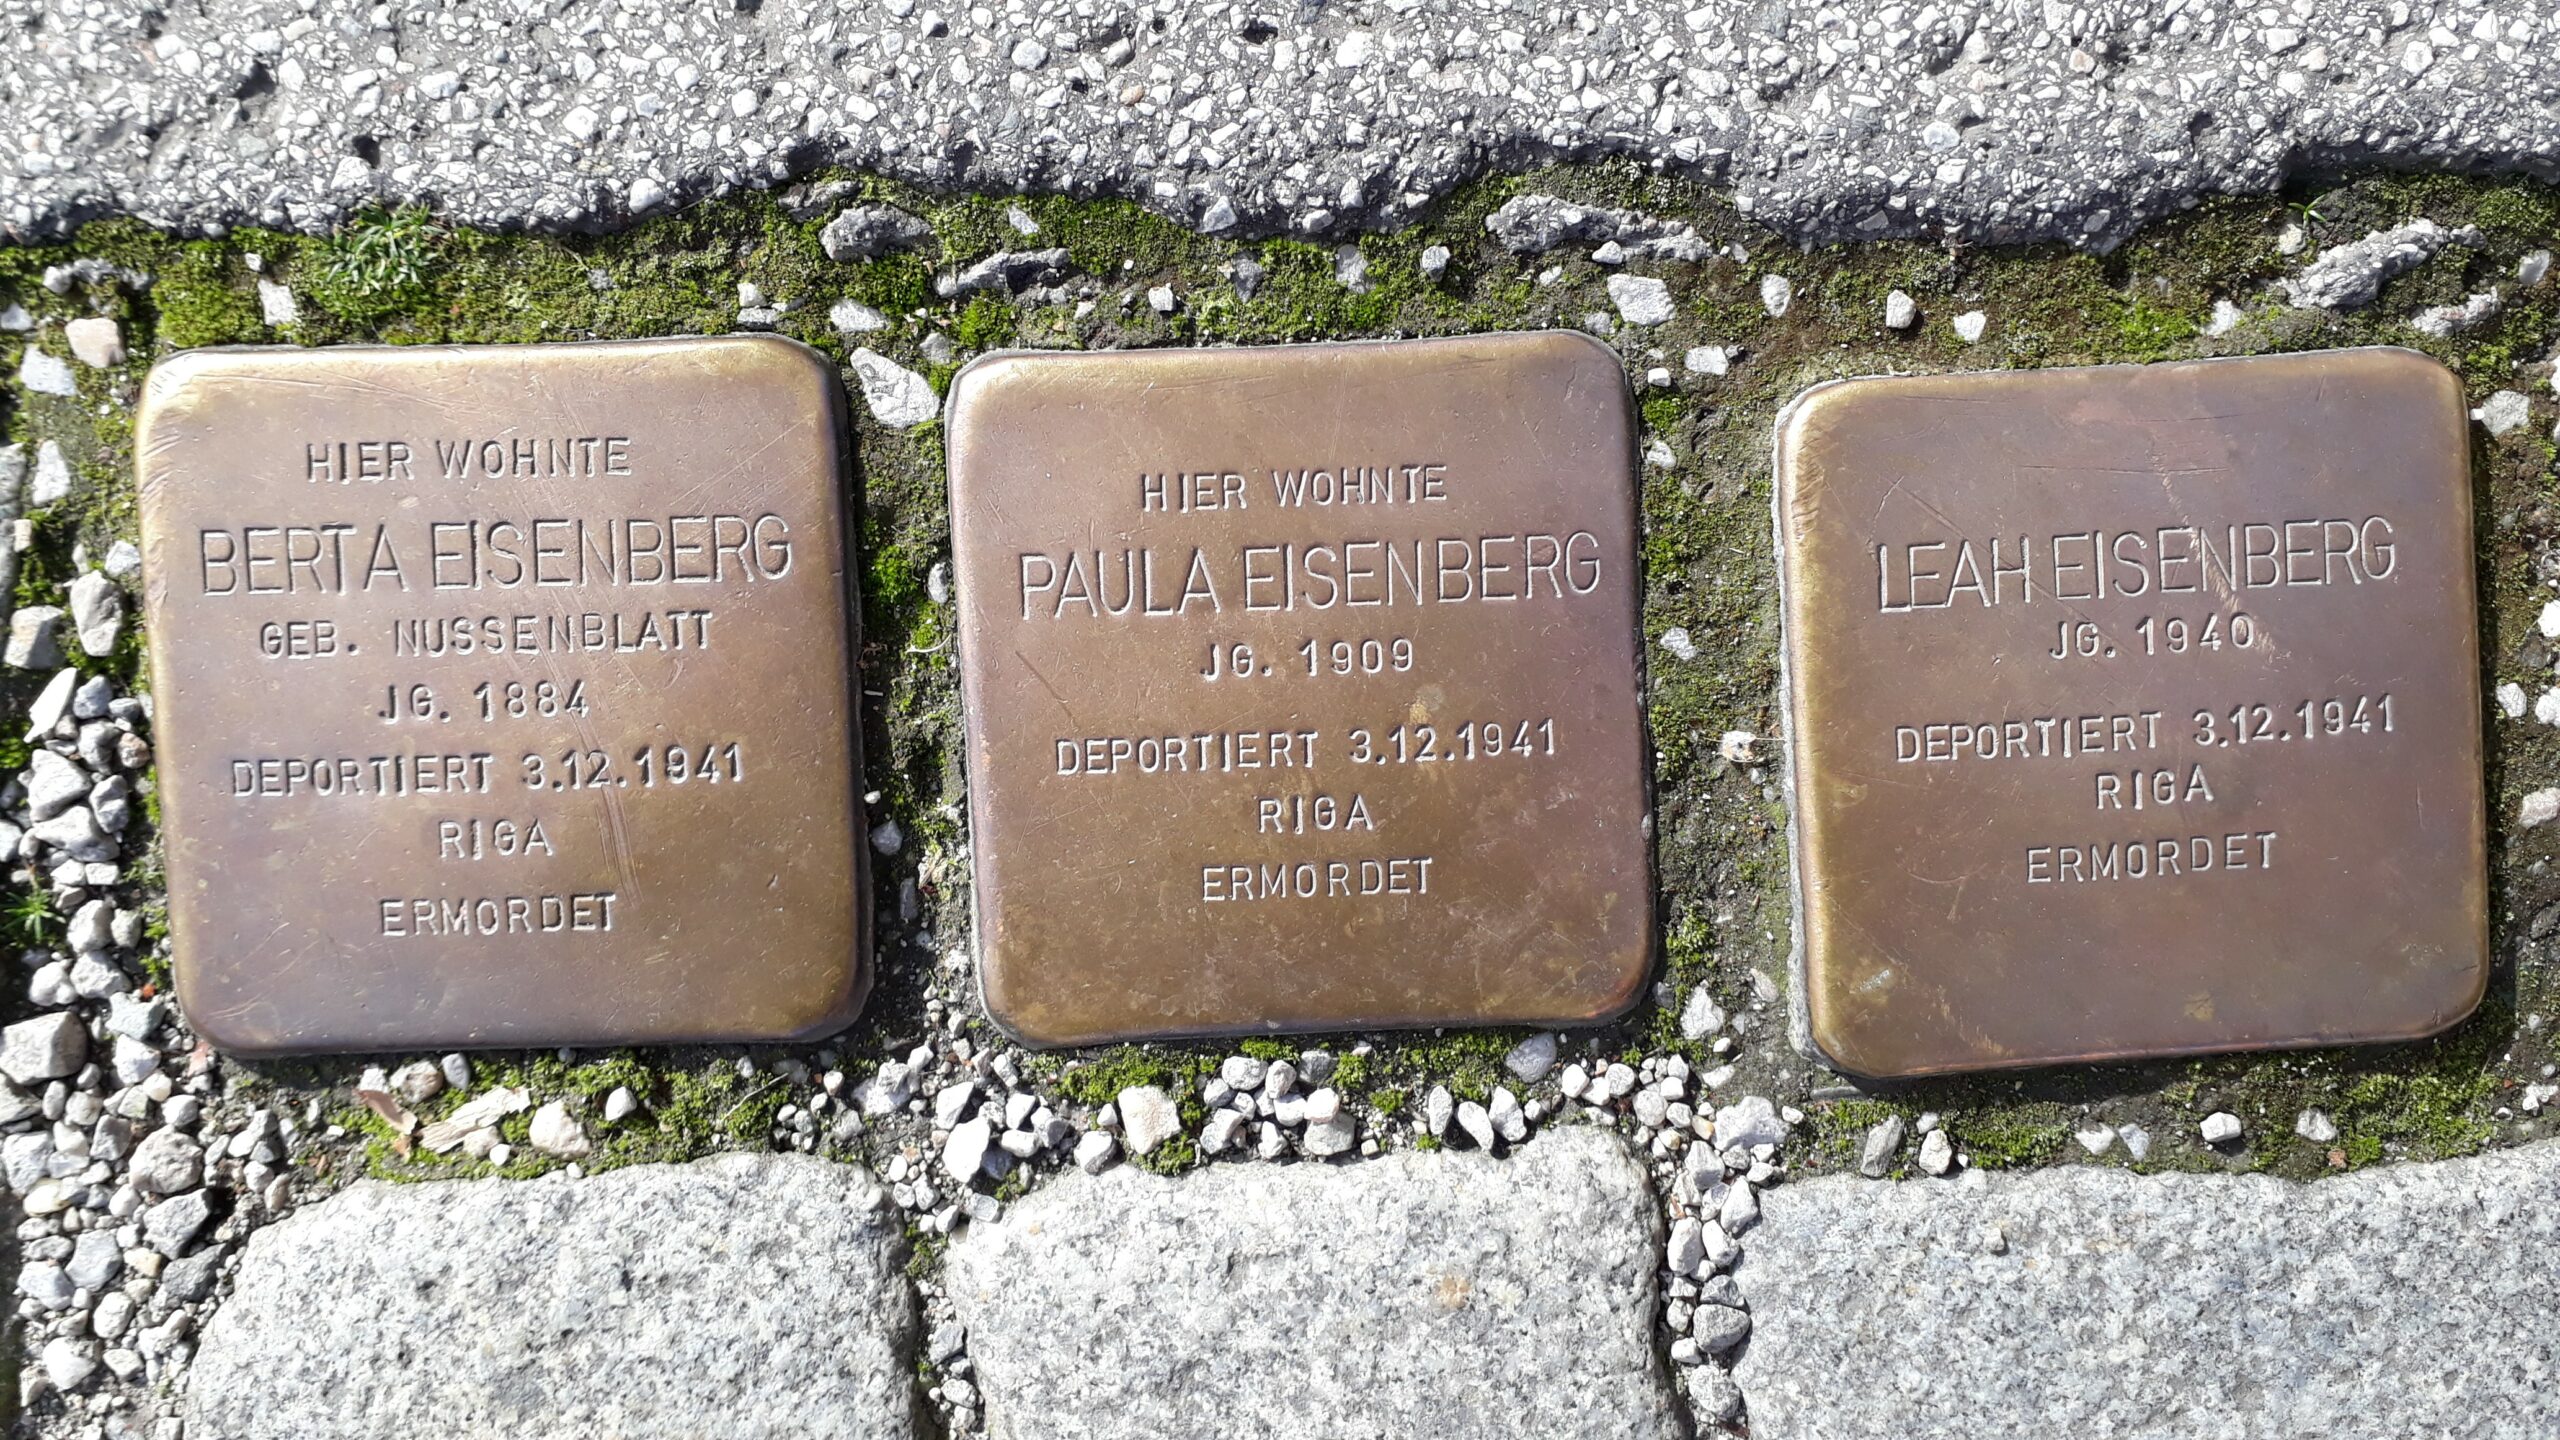 HIER WOHNTE
BERTA EISENBERG
GEB. NUSSENBLATT
JG. 1884
DEPORTIERT 3.12.1941
RIGA
ERMORDET
HIER WOHNTE
PAULA EISENBERG
JG. 1909
DEPORTIERT 3.12.1941
RIGA
ERMORDET
LEAH EISENBERG
JG. 1940
DEPORTIERT 3.12.1941
RIGA
ERMORDET